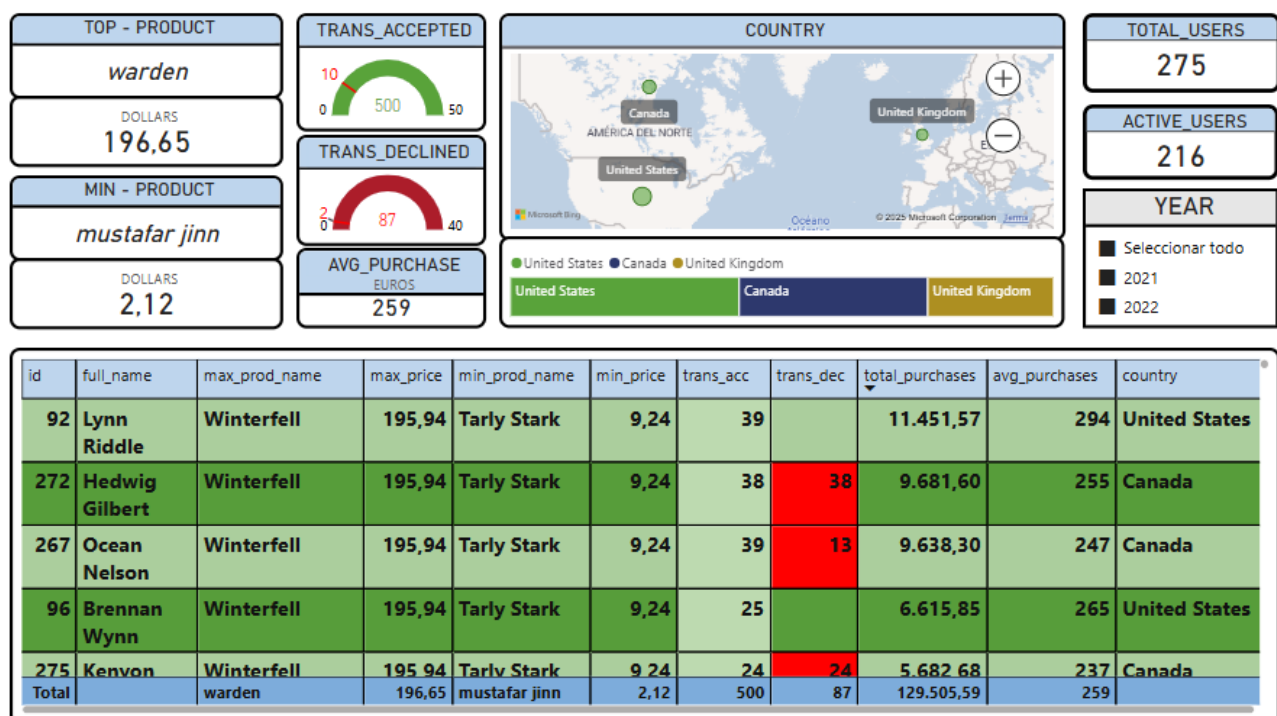 TOP - PRODUCT
warden
DOLLARS
196,65
MIN - PRODUCT
mustafar jinn
DOLLARS
2,12
TRANS_ACCEPTED
10
0
500
50
TRANS_DECLINED
2
0
87
40
AVG_PURCHASE
EUROS
259
COUNTRY
Canada
AMÉRICA DEL NORTE
United States
United Kingdom
E
Microsoft Bing
Océano
© 2025 Microsoft Corporation Terms
United States Canada United Kingdom
United States Canada United Kingdom
TOTAL_USERS
275
ACTIVE_USERS
216
YEAR
Seleccionar todo
2021
2022
id full_name max_prod_name max_price min_prod_name min_price trans_acc trans_dec total_purchases avg_purchases country
92 Lynn Winterfell 195,94 Tarly Stark 9,24 39 11.451,57 294 United States
Riddle
272 Hedwig Winterfell 195,94 Tarly Stark 9,24 38 38 9.681,60 255 Canada
Gilbert
267 Ocean Winterfell 195,94 Tarly Stark 9,24 39 13 9.638,30 247 Canada
Nelson
96 Brennan Winterfell 195,94 Tarly Stark 9,24 25 6.615,85 265 United States
Wynn
275 Kenyon Winterfell 195,94 Tarly Stark 9,24 24 24 5.682,68 237 Canada
Total warden 196,65 mustafar jinn 2,12 500 87 129.505,59 259